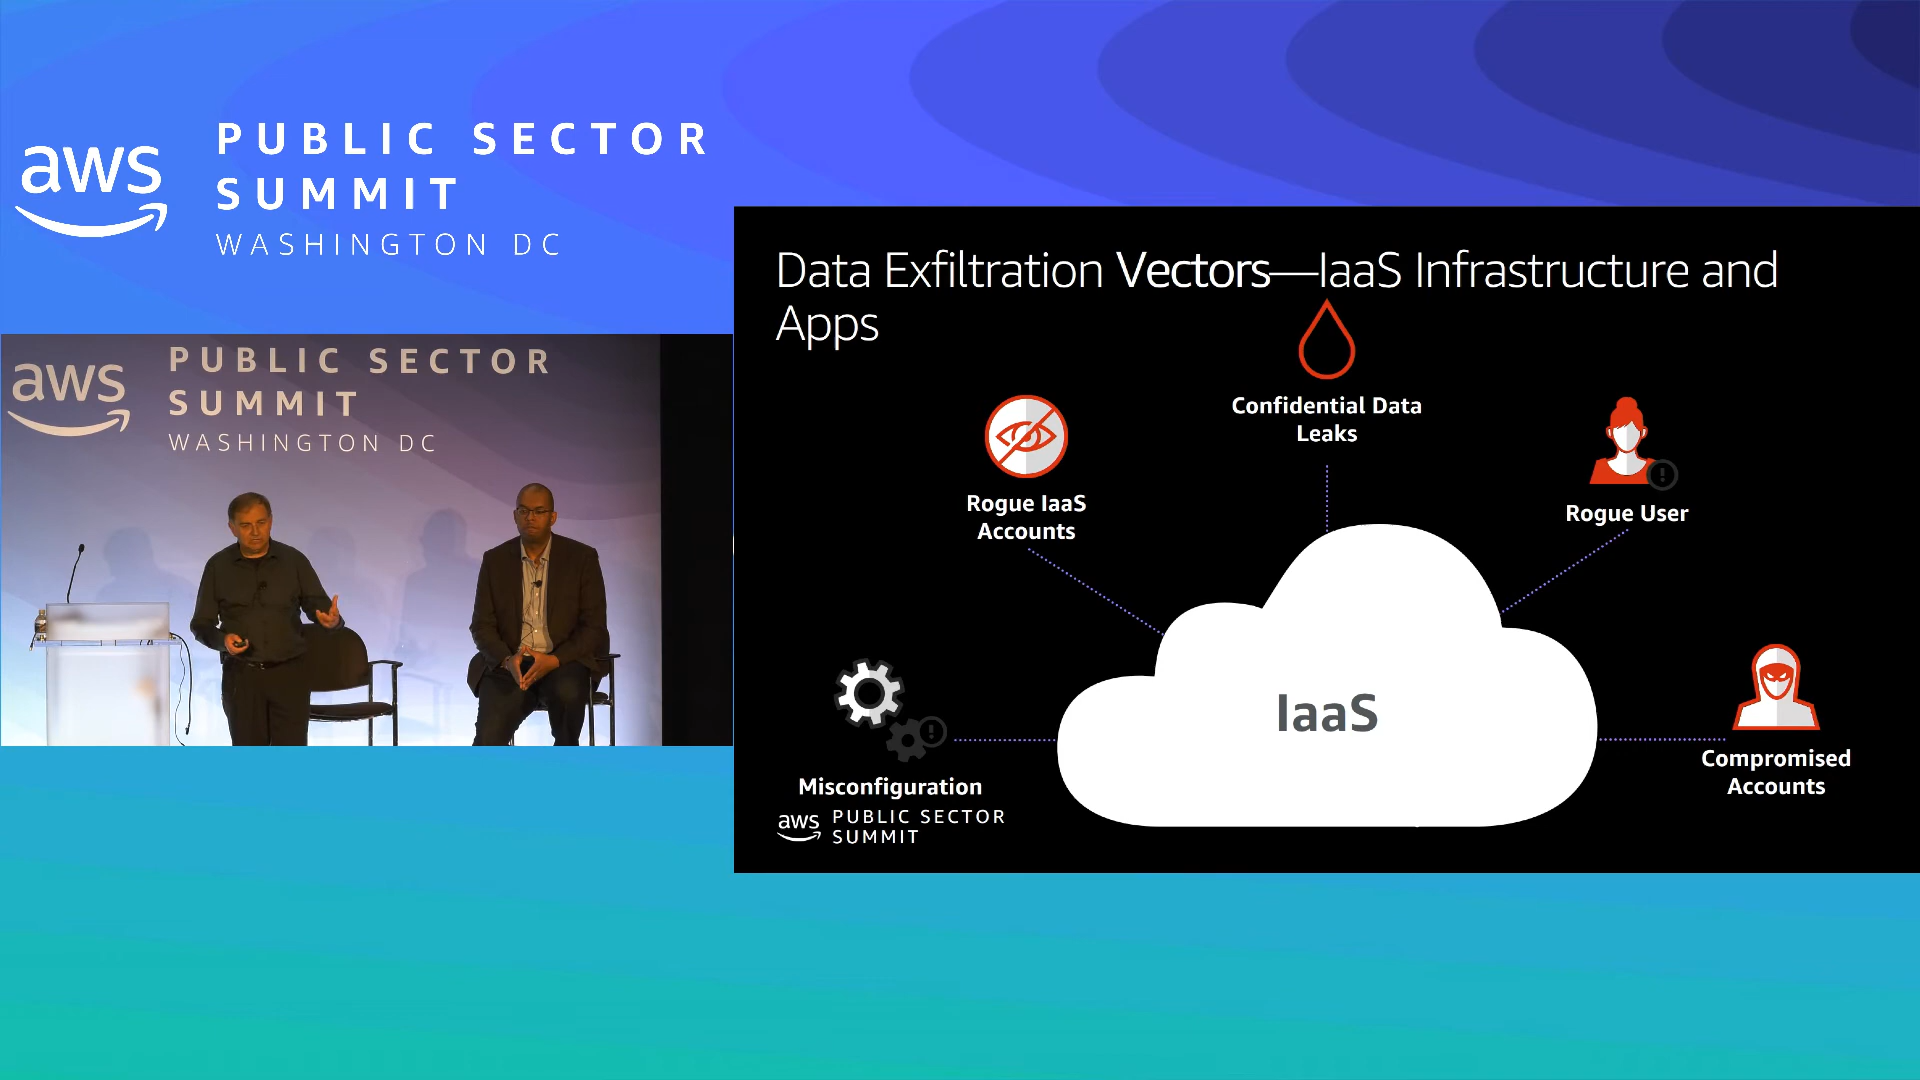 aws
PUBLIC SECTOR
SUMMIT
WASHINGTON DC
aws
PUBLIC SECTOR
SUMMIT
WASHINGTON DC
Data Exfiltration Vectors—IaaS Infrastructure and
Apps
Confidential Data
Leaks
Rogue IaaS
Accounts
Rogue User
IaaS
Misconfiguration
Compromised
Accounts
aws
PUBLIC SECTOR
SUMMIT